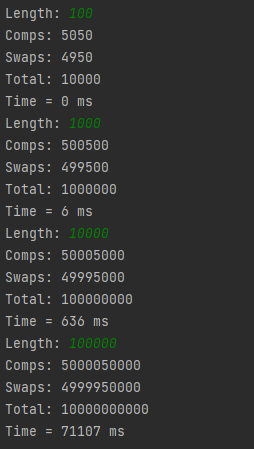 Length: 100
Comps: 5050
Swaps: 4950
Total: 10000
Time = 0 ms
Length: 1000
Comps: 500500
Swaps: 499500
Total: 1000000
Time = 6 ms
Length: 10000
Comps: 50005000
Swaps: 49995000
Total: 100000000
Time = 636 ms
Length: 100000
Comps: 5000050000
Swaps: 4999950000
Total: 10000000000
Time = 71107 ms